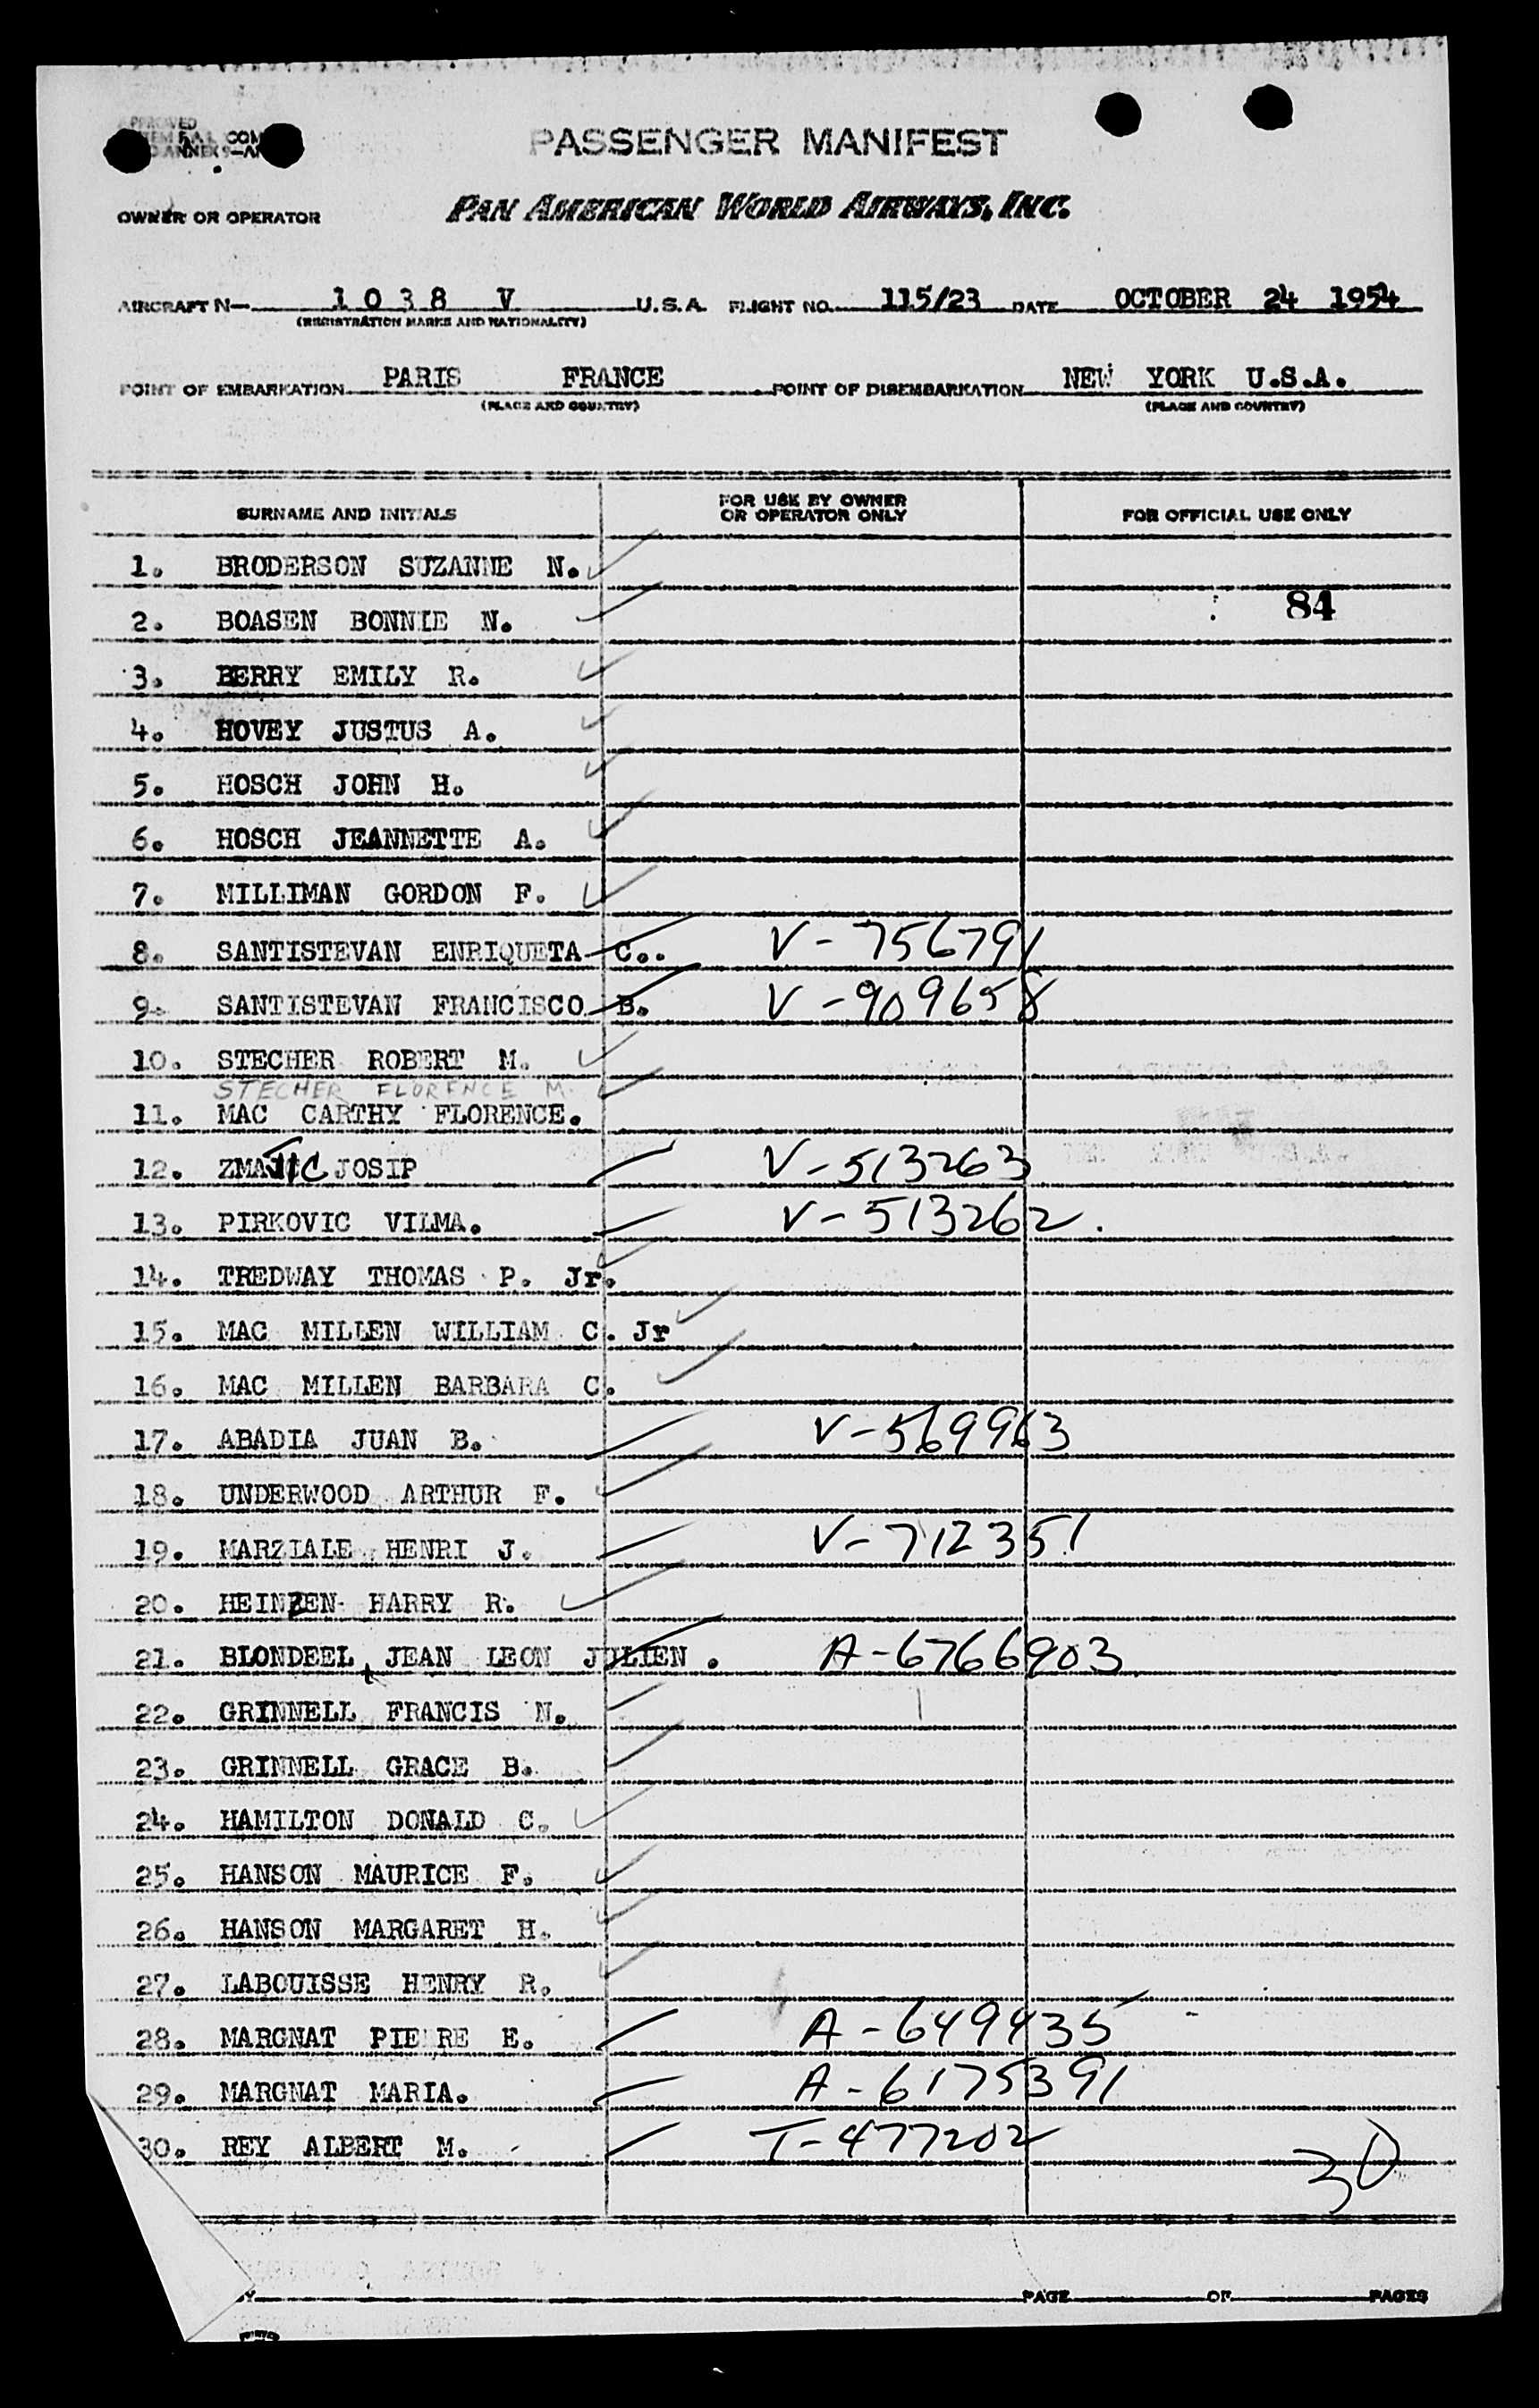 PASSENGER MANIFEST
OWNER OR OPERATOR PAN AMERICAN WORLD AIRWAYS, INC.
AIRCRAFT N— 1038 V U.S.A. FLIGHT NO. 115/23 DATE OCTOBER 24 1954
(REGISTRATION MARKS AND NATIONALITY)
POINT OF EMBARKATION PARIS FRANCE POINT OF DISEMBARKATION NEW YORK U.S.A.
(PLACE AND COUNTRY) (PLACE AND COUNTRY)
SURNAME AND INITIALS FOR USE BY OWNER OR OPERATOR ONLY FOR OFFICIAL USE ONLY
1. BRODERSON SUZANNE N.
2. BOASEN BONNIE N. 84
3. BERRY EMILY R.
4. HOVEY JUSTUS A.
5. HOSCH JOHN H.
6. HOSCH JEANNETTE A.
7. MILLIMAN GORDON F.
8. SANTISTEVAN ENRIQUETA C.. V-756791
9. SANTISTEVAN FRANCISCO B. V-909658
10. STECHER ROBERT M.
STECHER FLORENCE M.
11. MAC CARTHY FLORENCE.
12. ZMAJIC JOSIP V-513263
13. PIRKOVIC VILMA. V-513262.
14. TREDWAY THOMAS P. Jr.
15. MAC MILLEN WILLIAM C. Jr
16. MAC MILLEN BARBARA C.
17. ABADIA JUAN B. V-569963
18. UNDERWOOD ARTHUR F.
19. MARZIALE HENRI J. V-712351
20. HEINZEN HARRY R.
21. BLONDEEL, JEAN LEON JULIEN. A-6766903
22. GRINNELL FRANCIS N.
23. GRINNELL GRACE B.
24. HAMILTON DONALD C.
25. HANSON MAURICE F.
26. HANSON MARGARET H.
27. LABOUISSE HENRY R.
28. MARGNAT PIERRE E. A-649435
29. MARGNAT MARIA. A-6175391
30. REY ALBERT M. T-477202
30
PAGE OF PAGES